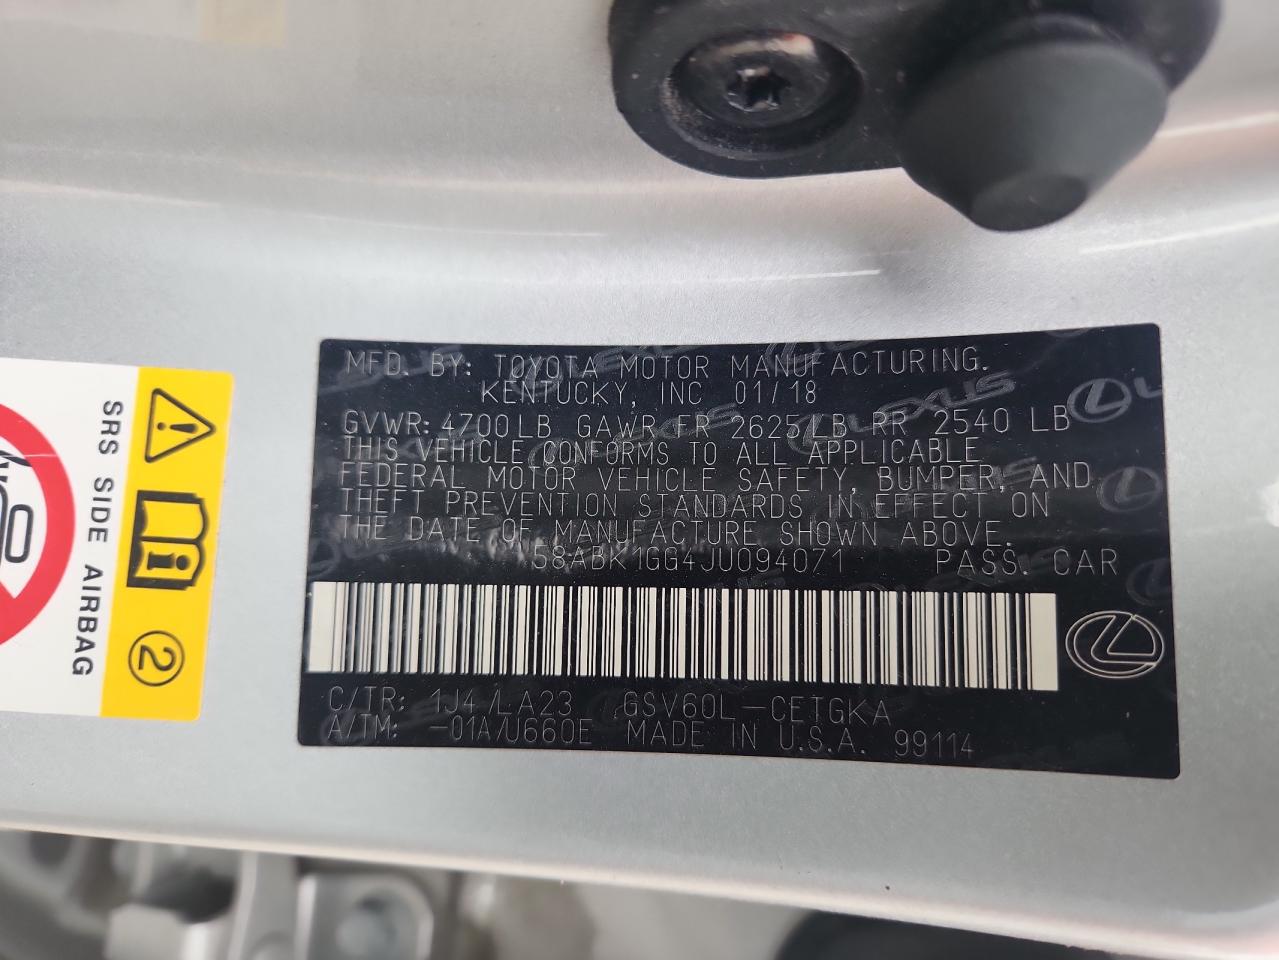 MFD. BY: TOYOTA MOTOR MANUFACTURING.
KENTUCKY, INC 01/18
GVWR: 4700LB GAWR FR 2625LB RR 2540 LB
THIS VEHICLE CONFORMS TO ALL APPLICABLE
FEDERAL MOTOR VEHICLE SAFETY, BUMPER, AND
THEFT PREVENTION STANDARDS IN EFFECT ON
THE DATE OF MANUFACTURE SHOWN ABOVE.
58ABK1GG4JU094071 PASS. CAR
C/TR: 1J4/LA23 GSV60L-CETGKA
A/TM: -01A/U660E MADE IN U.S.A. 99114
LEXUS
SRS SIDE AIRBAG
2